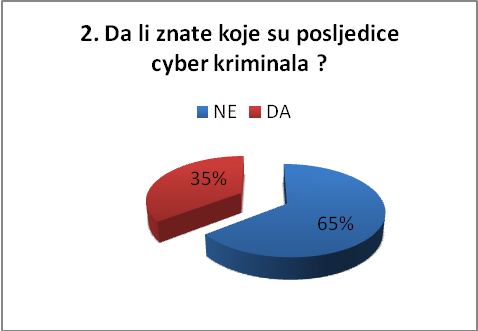 2. Da li znate koje su posljedice
cyber kriminala ?
NE DA
35%
65%